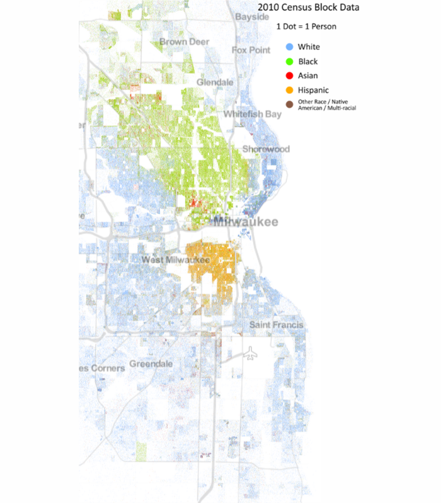 2010 Census Block Data
1 Dot = 1 Person
White
Black
Asian
Hispanic
Other Race / Native
American / Multi-racial
Bayside
Brown Deer
Fox Point
Glendale
Whitefish Bay
Shorewood
Milwaukee
West Milwaukee
Saint Francis
Greendale
es Corners